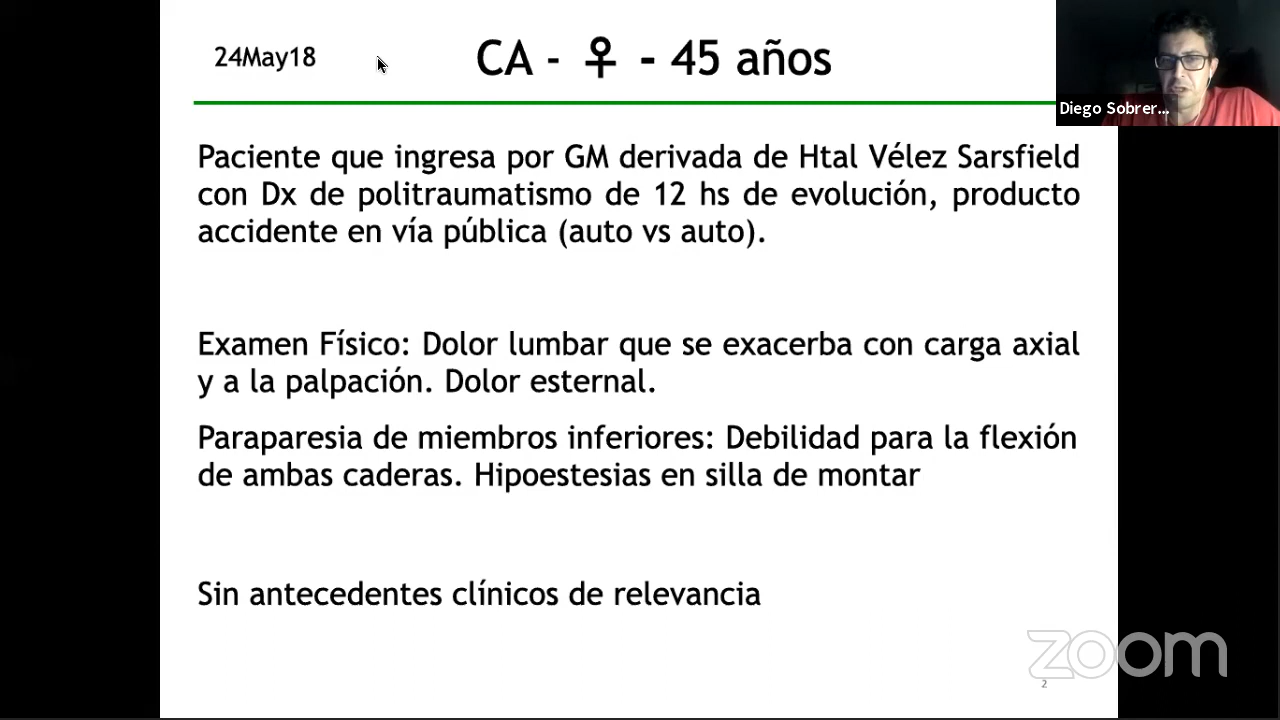 24May18
CA - ♀ - 45 años
Diego Sobrer...
Paciente que ingresa por GM derivada de Htal Vélez Sarsfield
con Dx de politraumatismo de 12 hs de evolución, producto
accidente en vía pública (auto vs auto).
Examen Físico: Dolor lumbar que se exacerba con carga axial
y a la palpación. Dolor esternal.
Paraparesia de miembros inferiores: Debilidad para la flexión
de ambas caderas. Hipoestesias en silla de montar
Sin antecedentes clínicos de relevancia
zoom
2